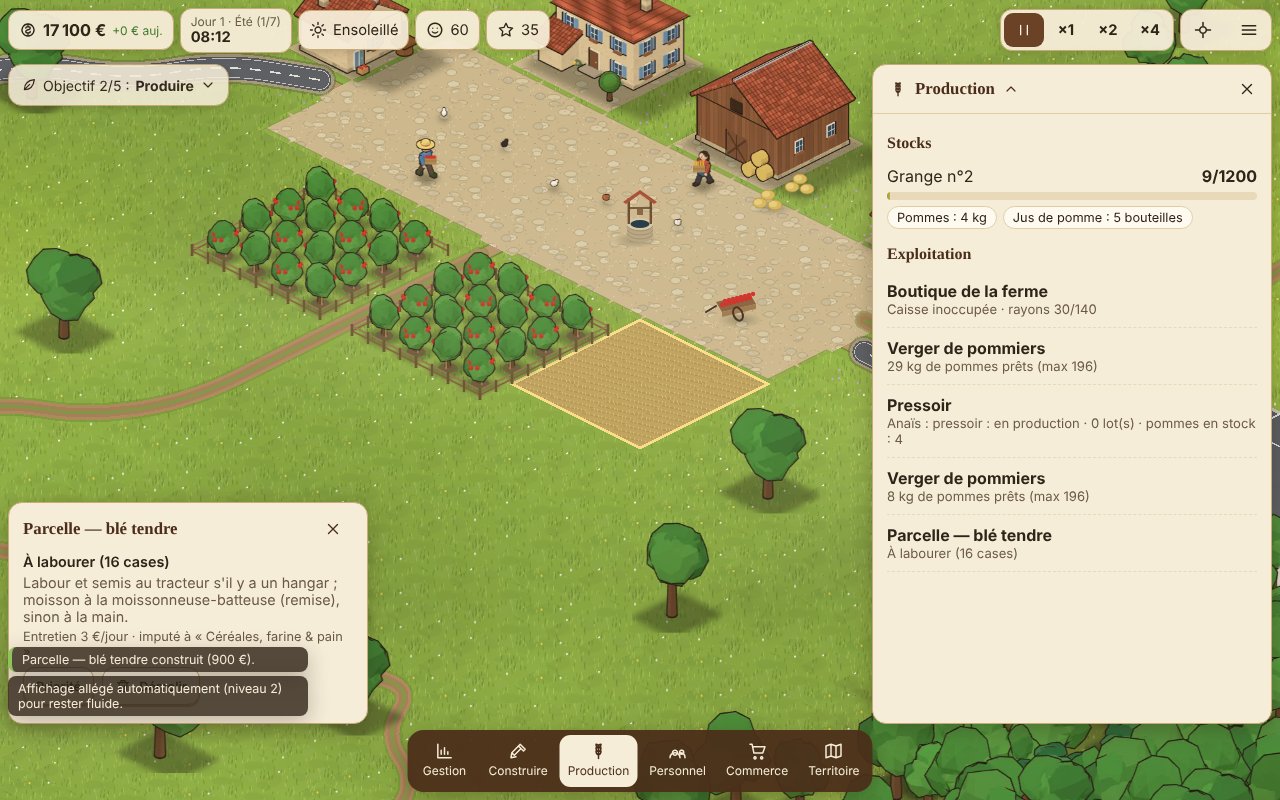 17 100 € +0 € auj.
Jour 1 · Été (1/7)
08:12
Ensoleillé
60
35
×1
×2
×4
Objectif 2/5 : Produire
Production
Stocks
Grange n°2
9/1200
Pommes : 4 kg
Jus de pomme : 5 bouteilles
Exploitation
Boutique de la ferme
Caisse inoccupée · rayons 30/140
Verger de pommiers
29 kg de pommes prêts (max 196)
Pressoir
Anaïs : pressoir : en production · 0 lot(s) · pommes en stock
: 4
Verger de pommiers
8 kg de pommes prêts (max 196)
Parcelle — blé tendre
À labourer (16 cases)
Parcelle — blé tendre
À labourer (16 cases)
Labour et semis au tracteur s'il y a un hangar ;
moisson à la moissonneuse-batteuse (remise),
sinon à la main.
Entretien 3 €/jour · imputé à « Céréales, farine & pain
Parcelle — blé tendre construit (900 €).
Affichage allégé automatiquement (niveau 2)
pour rester fluide.
Gestion
Construire
Production
Personnel
Commerce
Territoire